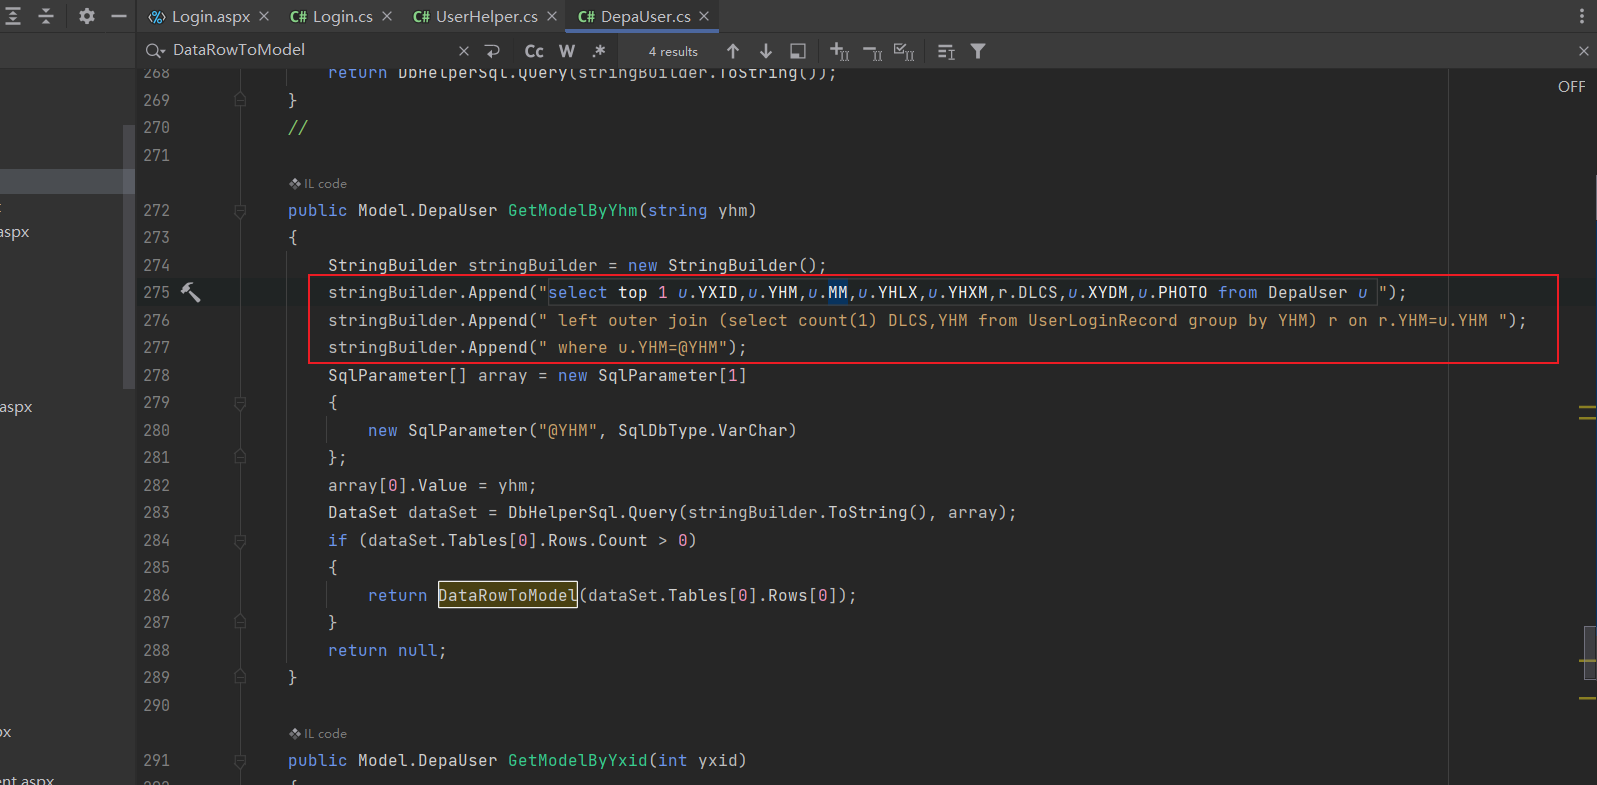 Login.aspx × C# Login.cs × C# UserHelper.cs × C# DepaUser.cs ×
DataRowToModel × Cc W .* 4 results ×
OFF
268 return DbHelperSql.Query(stringBuilder.ToString());
269 }
270 //
271
IL code
272 public Model.DepaUser GetModelByYhm(string yhm)
273 {
274 StringBuilder stringBuilder = new StringBuilder();
275 stringBuilder.Append("select top 1 u.YXID,u.YHM,u.MM,u.YHLX,u.YHXM,r.DLCS,u.XYDM,u.PHOTO from DepaUser u ");
276 stringBuilder.Append(" left outer join (select count(1) DLCS,YHM from UserLoginRecord group by YHM) r on r.YHM=u.YHM ");
277 stringBuilder.Append(" where u.YHM=@YHM");
278 SqlParameter[] array = new SqlParameter[1]
279 {
280 new SqlParameter("@YHM", SqlDbType.VarChar)
281 };
282 array[0].Value = yhm;
283 DataSet dataSet = DbHelperSql.Query(stringBuilder.ToString(), array);
284 if (dataSet.Tables[0].Rows.Count > 0)
285 {
286 return DataRowToModel(dataSet.Tables[0].Rows[0]);
287 }
288 return null;
289 }
290
IL code
291 public Model.DepaUser GetModelByYxid(int yxid)
{
aspx
aspx
px
ent.aspx